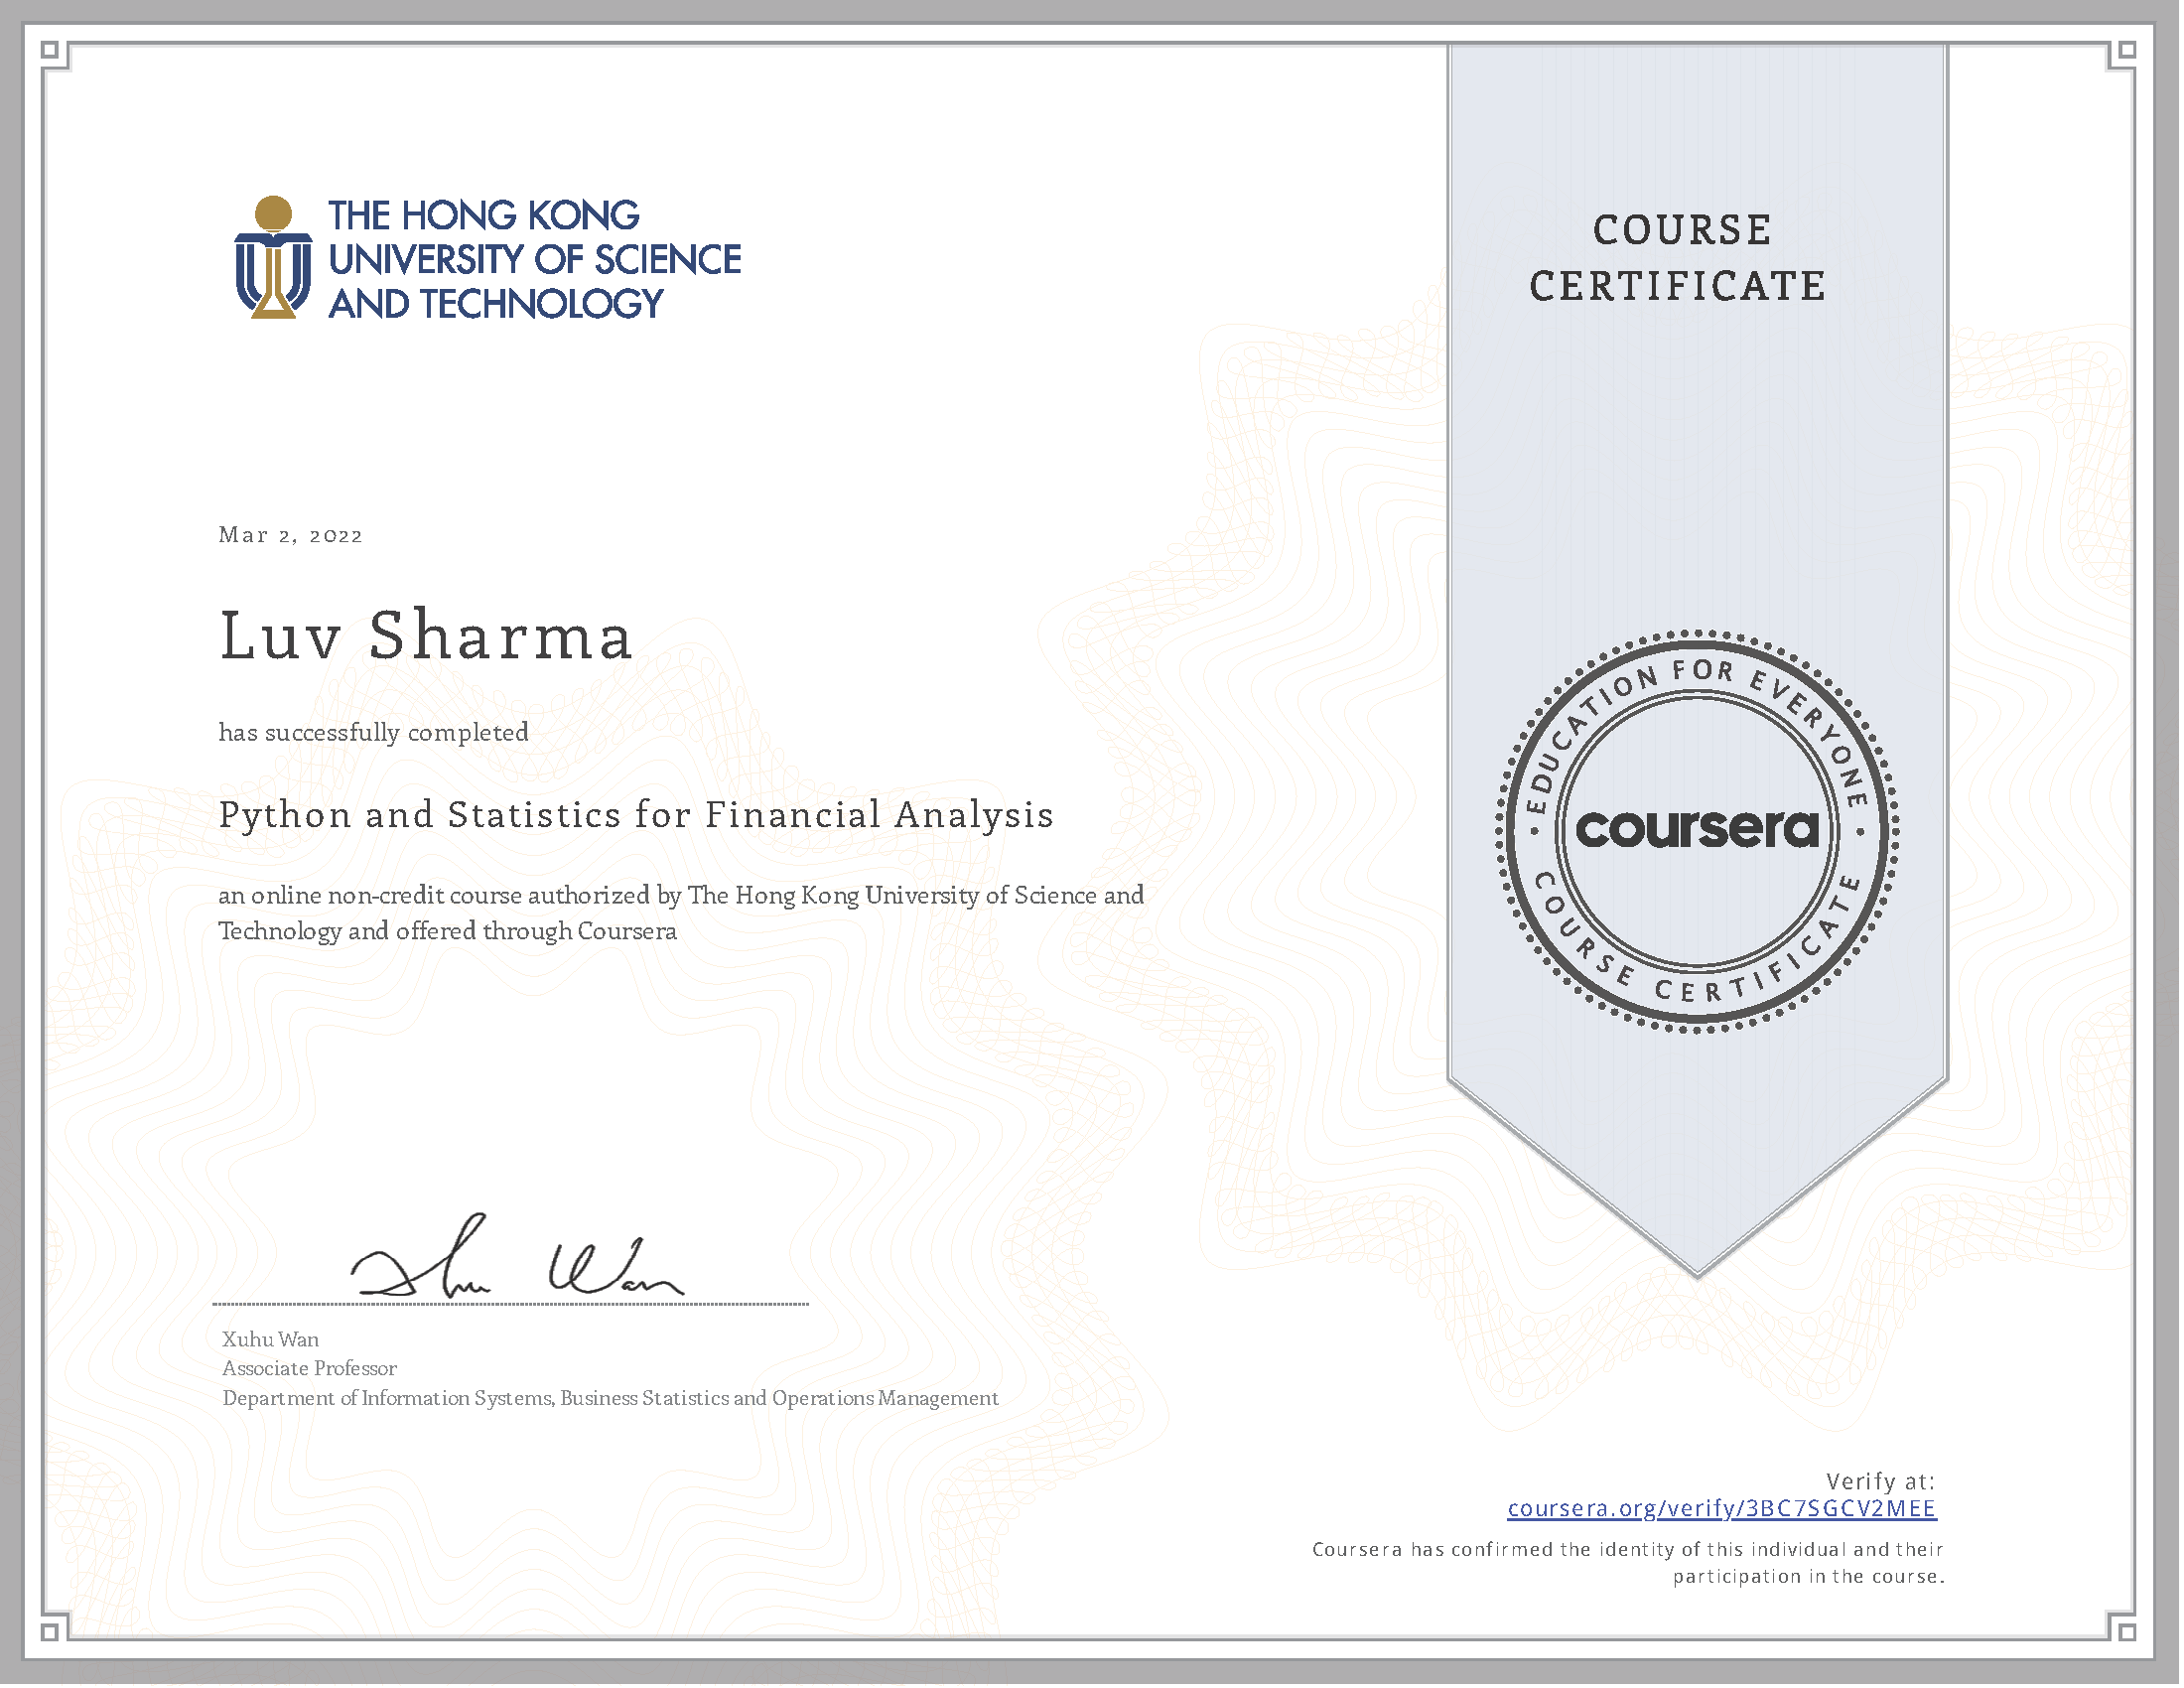 THE HONG KONG
UNIVERSITY OF SCIENCE
AND TECHNOLOGY
COURSE
CERTIFICATE
Mar 2, 2022
Luv Sharma
has successfully completed
Python and Statistics for Financial Analysis
an online non-credit course authorized by The Hong Kong University of Science and
Technology and offered through Coursera
EDUCATION FOR EVERYONE
coursera
COURSE CERTIFICATE
Xuhu Wan
Xuhu Wan
Associate Professor
Department of Information Systems, Business Statistics and Operations Management
Verify at:
coursera.org/verify/3BC7SGCV2MEE
Coursera has confirmed the identity of this individual and their
participation in the course.